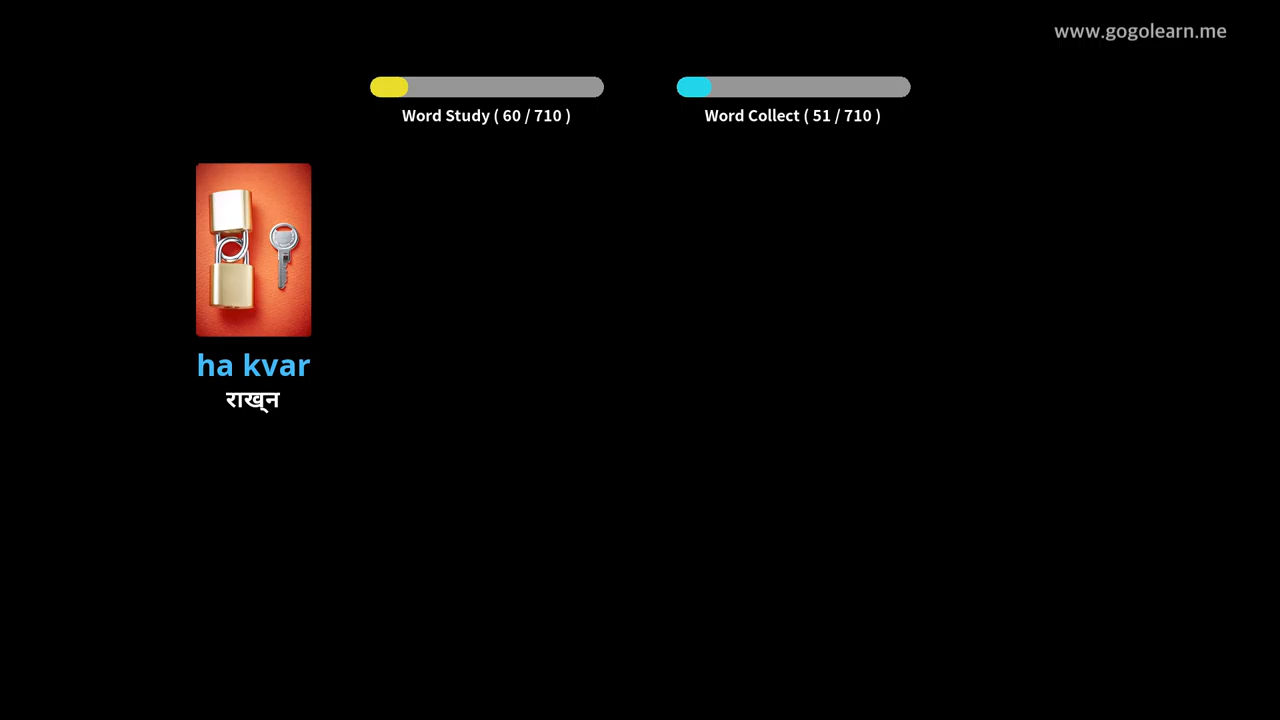 www.gogolearn.me
Word Study ( 60 / 710 )
Word Collect ( 51 / 710 )
ha kvar
राख्न